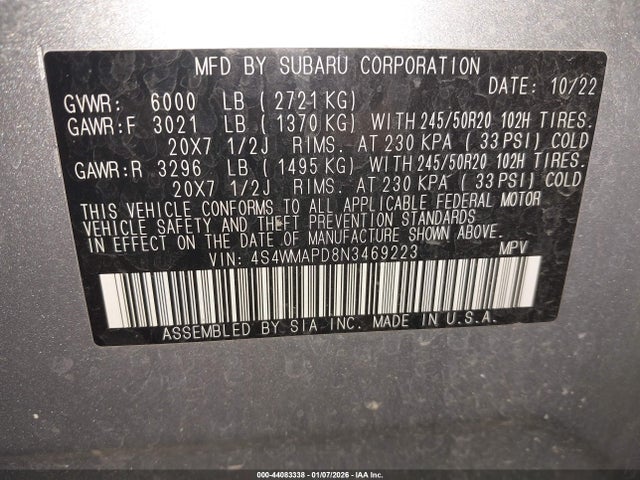 MFD BY SUBARU CORPORATION
DATE: 10/22
GVWR: 6000 LB ( 2721 KG)
GAWR:F 3021 LB ( 1370 KG) WITH 245/50R20 102H TIRES.
20X7 1/2J RIMS. AT 230 KPA ( 33 PSI) COLD
GAWR:R 3296 LB ( 1495 KG) WITH 245/50R20 102H TIRES.
20X7 1/2J RIMS. AT 230 KPA ( 33 PSI) COLD
THIS VEHICLE CONFORMS TO ALL APPLICABLE FEDERAL MOTOR
VEHICLE SAFETY AND THEFT PREVENTION STANDARDS
IN EFFECT ON THE DATE OF MANUFACTURE SHOWN ABOVE.
VIN: 4S4WMAPD8N3469223 MPV
ASSEMBLED BY SIA INC. MADE IN U.S.A.
000-44083338 - 01/07/2026 - IAA Inc.